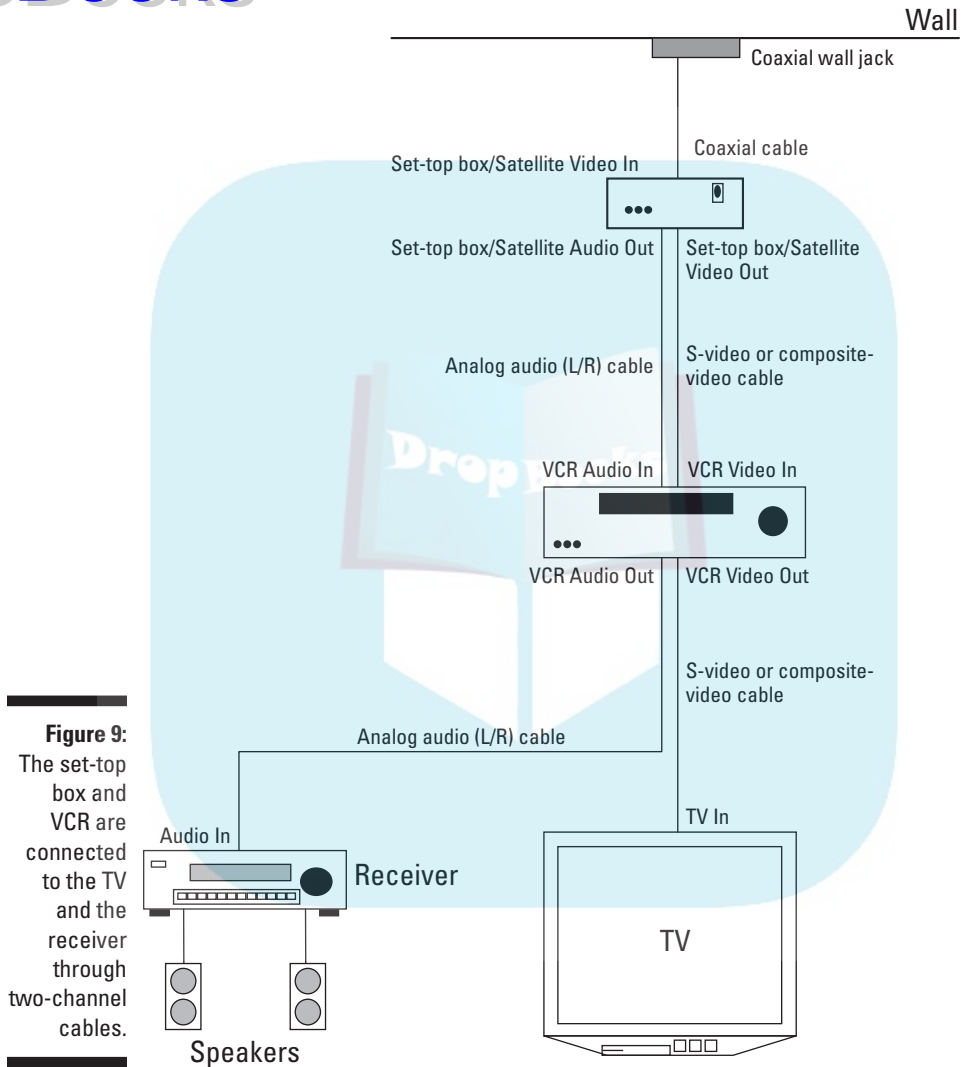 Wall
Coaxial wall jack
Coaxial cable
Set-top box/Satellite Video In
Set-top box/Satellite Audio Out
Set-top box/Satellite
Video Out
Analog audio (L/R) cable
S-video or composite-
video cable
VCR Audio In
VCR Video In
VCR Audio Out
VCR Video Out
S-video or composite-
video cable
Analog audio (L/R) cable
TV In
Audio In
Receiver
TV
Speakers
Figure 9:
The set-top
box and
VCR are
connected
to the TV
and the
receiver
through
two-channel
cables.